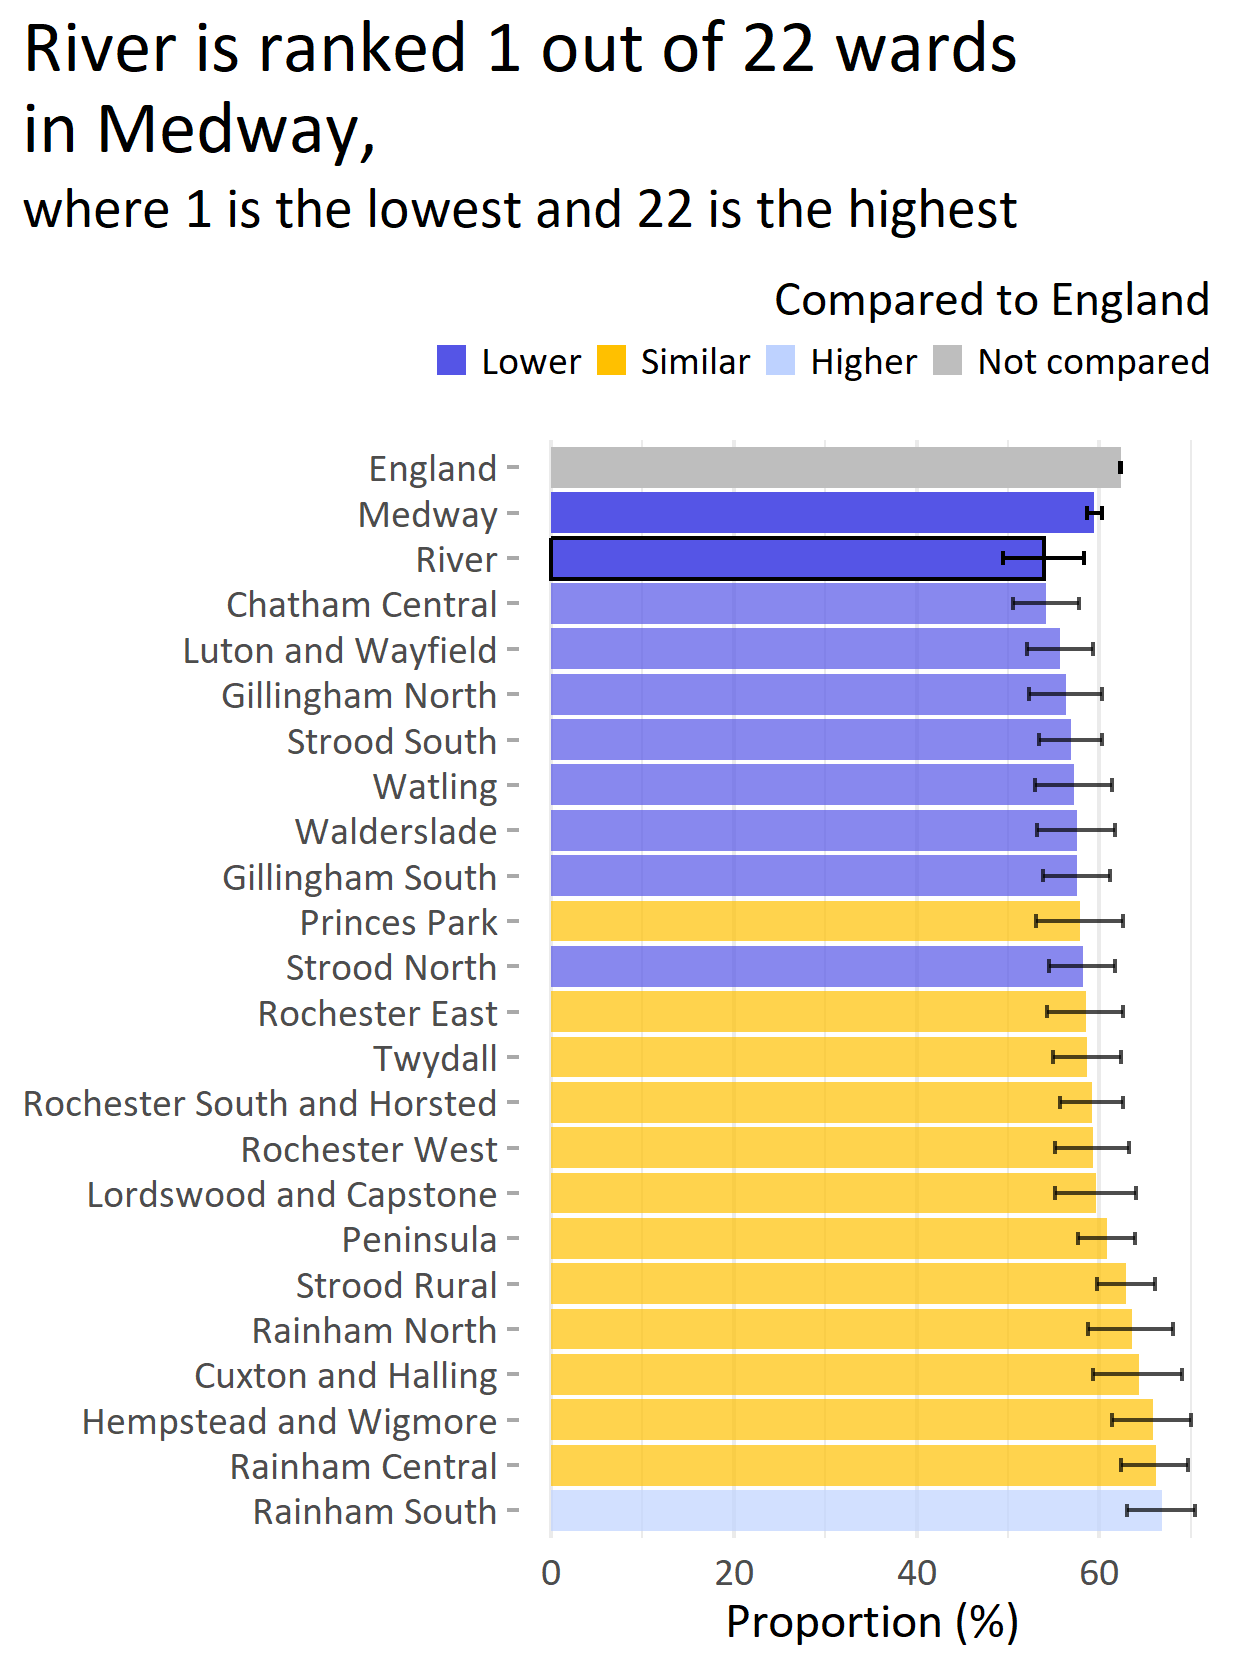 River is ranked 1 out of 22 wards
in Medway,
where 1 is the lowest and 22 is the highest
Compared to England
Lower Similar Higher Not compared
England
Medway
River
Chatham Central
Luton and Wayfield
Gillingham North
Strood South
Watling
Walderslade
Gillingham South
Princes Park
Strood North
Rochester East
Twydall
Rochester South and Horsted
Rochester West
Lordswood and Capstone
Peninsula
Strood Rural
Rainham North
Cuxton and Halling
Hempstead and Wigmore
Rainham Central
Rainham South
0 20 40 60
Proportion (%)